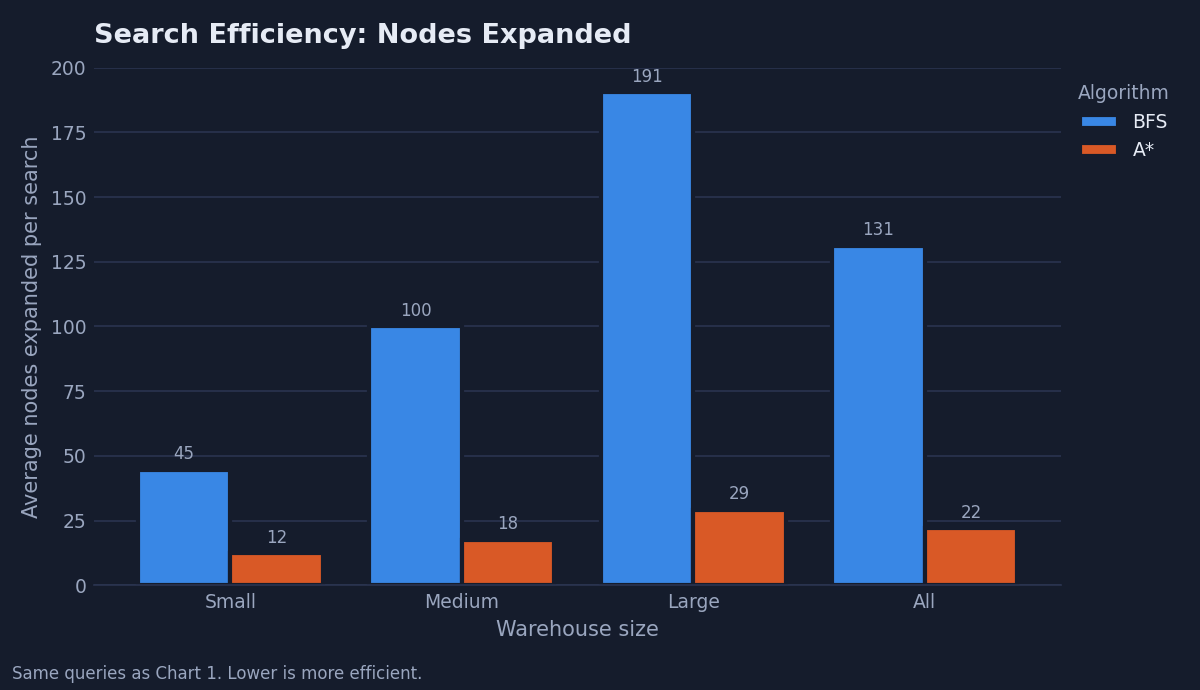 Search Efficiency: Nodes Expanded
Average nodes expanded per search
200
175
150
125
100
75
50
25
0
45
12
100
18
191
29
131
22
Small
Medium
Large
All
Warehouse size
Algorithm
BFS
A*
Same queries as Chart 1. Lower is more efficient.